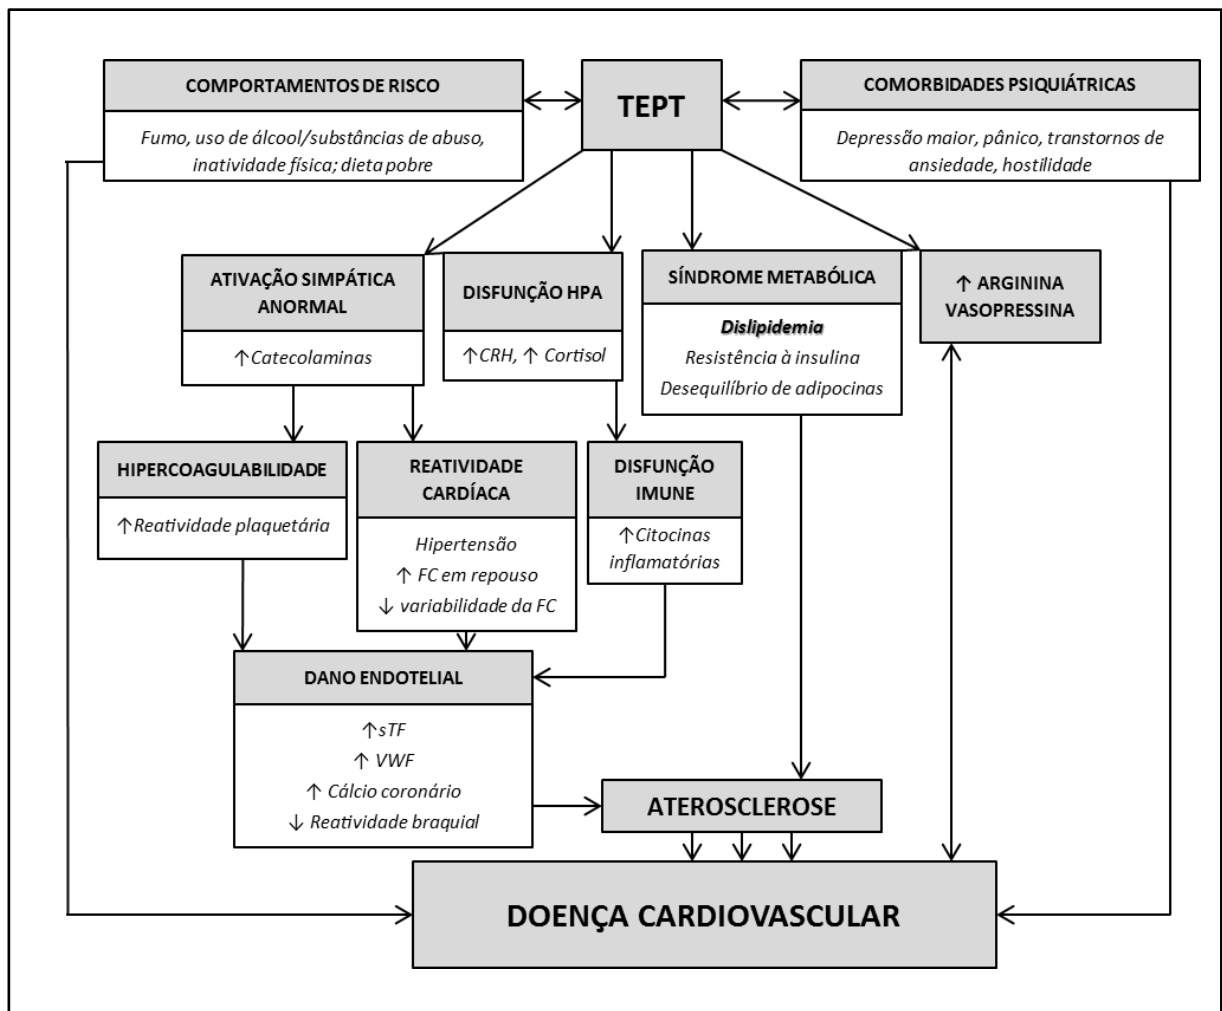 COMPORTAMENTOS DE RISCO
Fumo, uso de álcool/substâncias de abuso,
inatividade física; dieta pobre
TEPT
COMORBIDADES PSIQUIÁTRICAS
Depressão maior, pânico, transtornos de
ansiedade, hostilidade
ATIVAÇÃO SIMPÁTICA
ANORMAL
↑Catecolaminas
DISFUNÇÃO HPA
↑CRH, ↑ Cortisol
SÍNDROME METABÓLICA
Dislipidemia
Resistência à insulina
Desequilíbrio de adipocinas
↑ ARGININA
VASOPRESSINA
HIPERCOAGULABILIDADE
↑Reatividade plaquetária
REATIVIDADE
CARDÍACA
Hipertensão
↑ FC em repouso
↓ variabilidade da FC
DISFUNÇÃO
IMUNE
↑Citocinas
inflamatórias
DANO ENDOTELIAL
↑sTF
↑ VWF
↑ Cálcio coronário
↓ Reatividade braquial
ATEROSCLEROSE
DOENÇA CARDIOVASCULAR